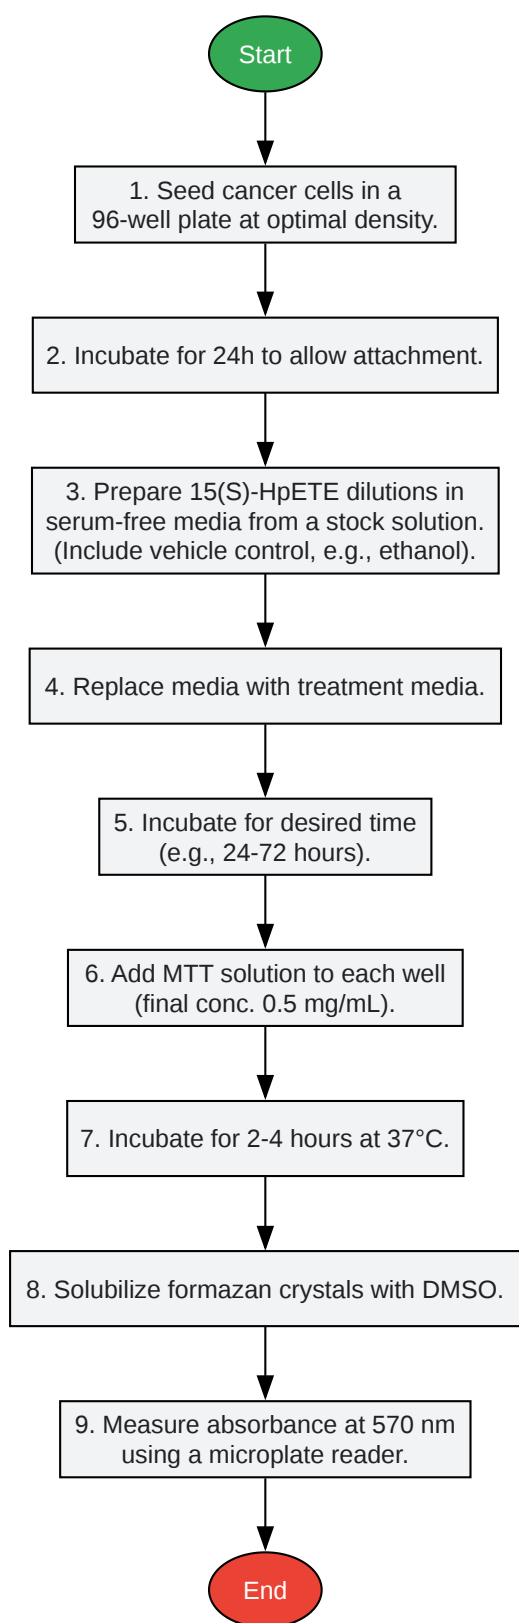 Start
1. Seed cancer cells in a
96-well plate at optimal density.
2. Incubate for 24h to allow attachment.
3. Prepare 15(S)-HpETE dilutions in
serum-free media from a stock solution.
(Include vehicle control, e.g., ethanol).
4. Replace media with treatment media.
5. Incubate for desired time
(e.g., 24-72 hours).
6. Add MTT solution to each well
(final conc. 0.5 mg/mL).
7. Incubate for 2-4 hours at 37°C.
8. Solubilize formazan crystals with DMSO.
9. Measure absorbance at 570 nm
using a microplate reader.
End